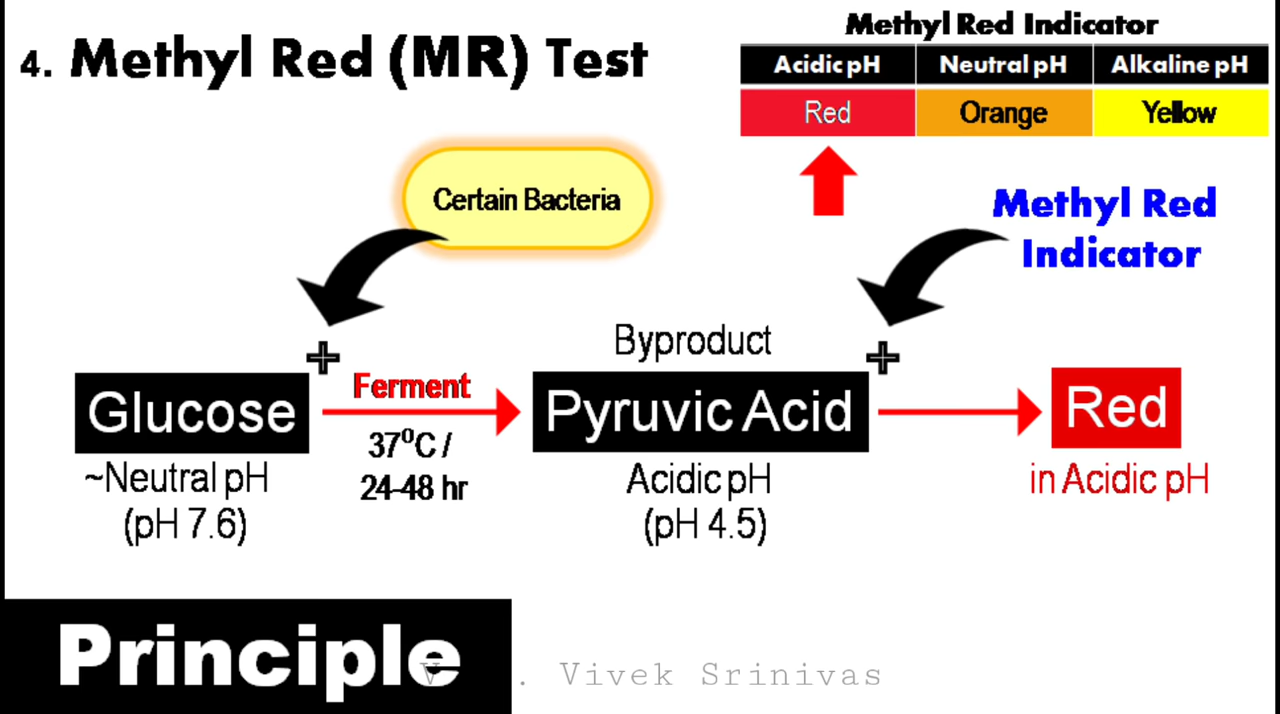 4. Methyl Red (MR) Test
Methyl Red Indicator
Acidic pH Neutral pH Alkaline pH
Red Orange Yellow
Certain Bacteria
Methyl Red
Indicator
+
Glucose
~Neutral pH
(pH 7.6)
Ferment
37⁰C /
24-48 hr
Byproduct
Pyruvic Acid
Acidic pH
(pH 4.5)
+
Red
in Acidic pH
Principle
. Vivek Srinivas